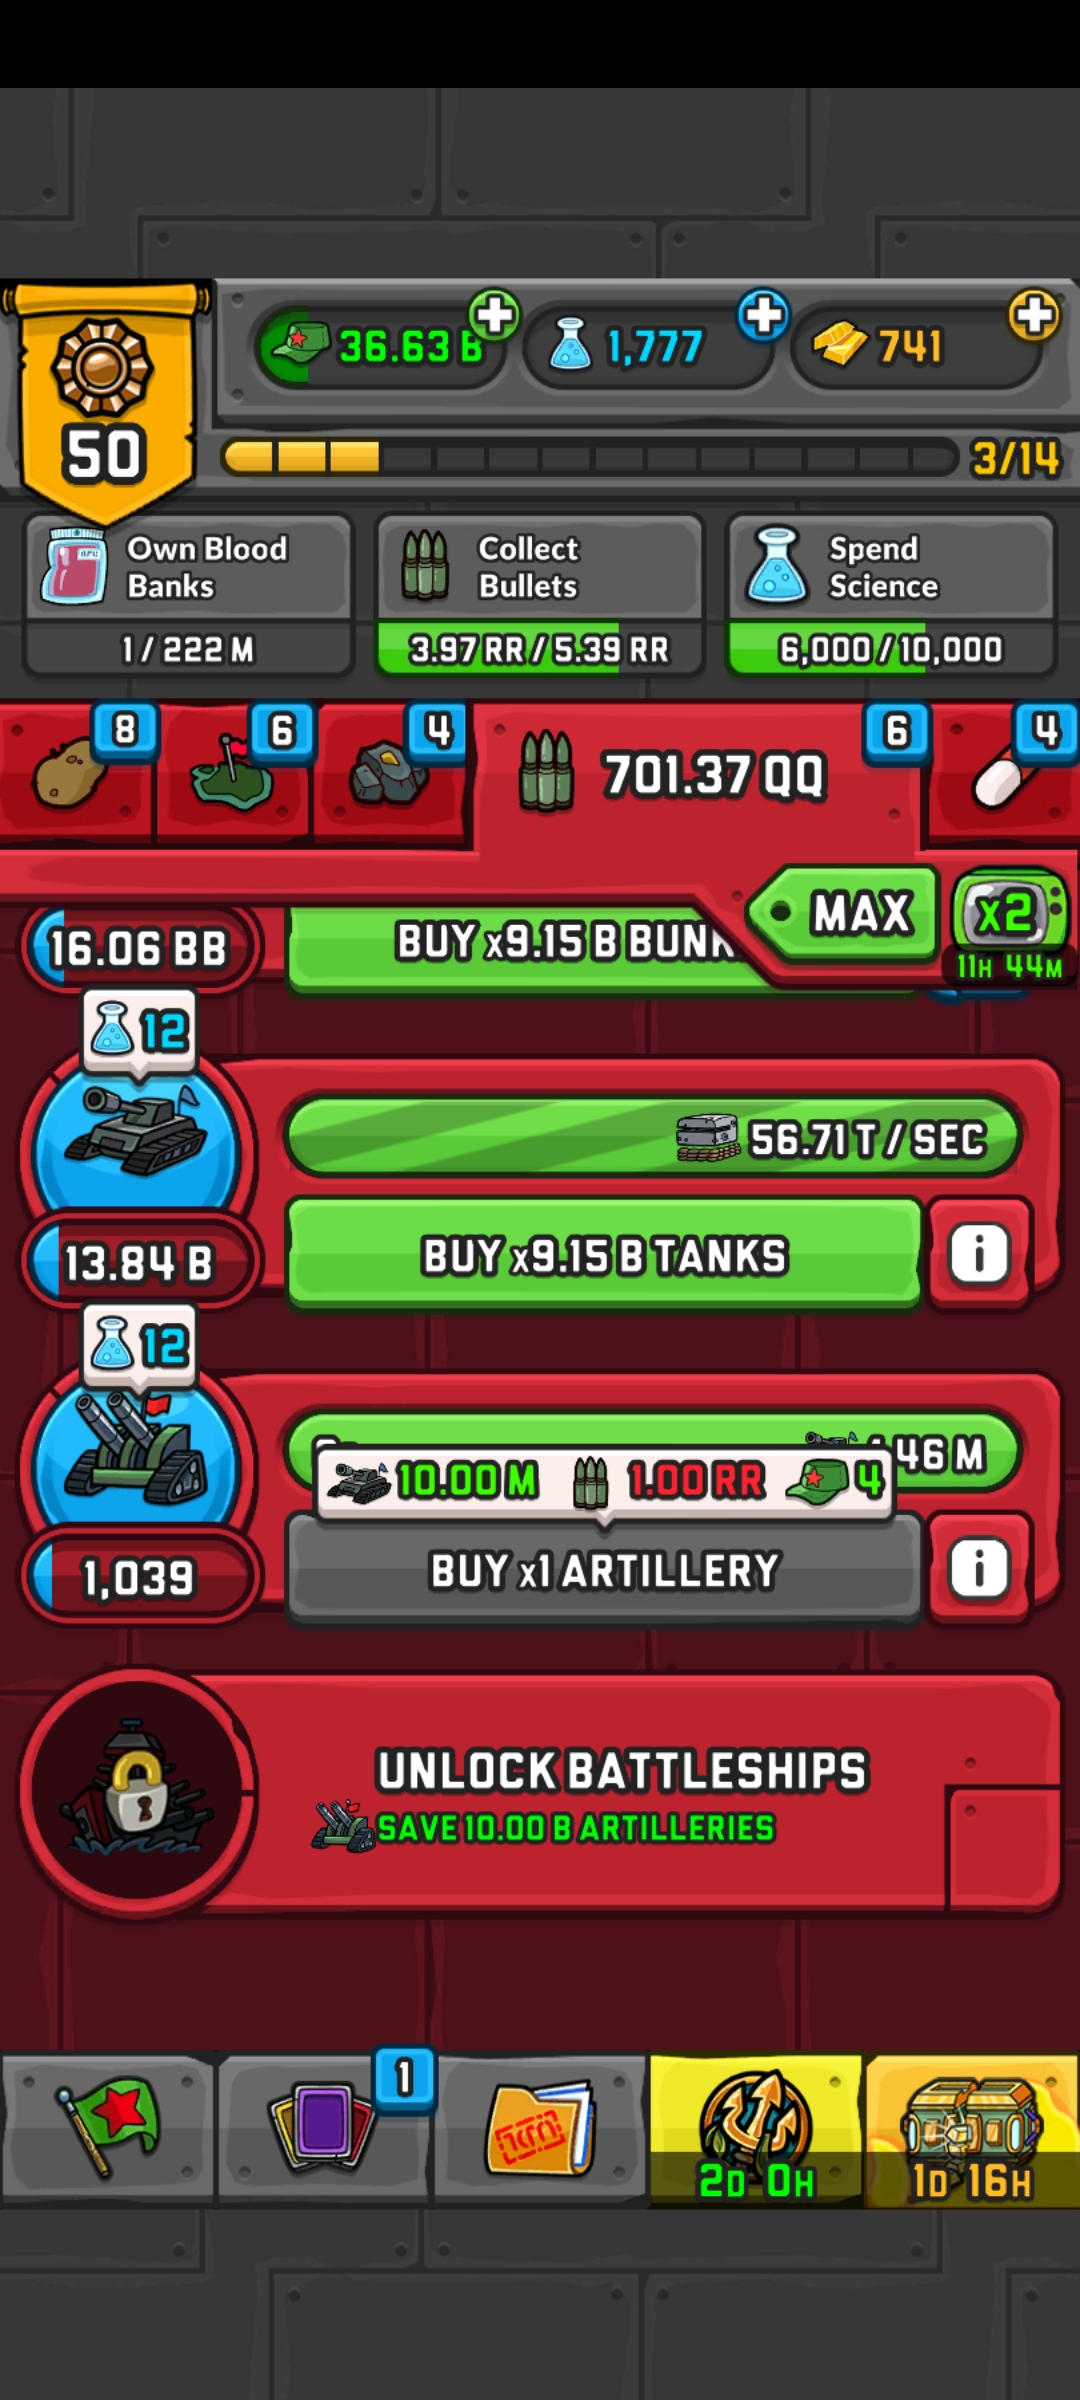 36.63 B
1,777
741
50
3/14
Own Blood
Banks
1 / 222 M
Collect
Bullets
3.97 RR / 5.39 RR
Spend
Science
6,000 / 10,000
8
6
4
701.37 QQ
6
4
MAX
x2
11H 44M
16.06 BB
BUY x9.15 B
12
56.71 T / SEC
13.84 B
BUY x9.15 B TANKS
i
12
46 M
10.00 M
1.00 RR
4
1,039
BUY x1 ARTILLERY
i
UNLOCK BATTLESHIPS
SAVE 10.00 B ARTILLERIES
1
2D 0H
1D 16H